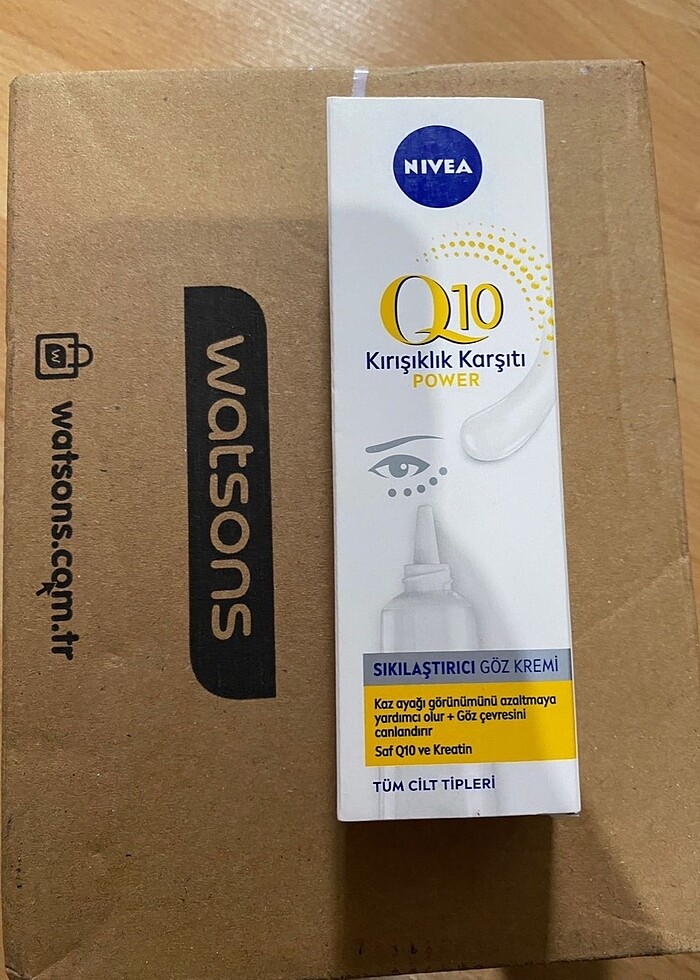 NIVEA
Q10
Kırışıklık Karşıtı
POWER
SIKILAŞTIRICI GÖZ KREMİ
Kaz ayağı görünümünü azaltmaya
yardımcı olur + Göz çevresini
canlandırır
Saf Q10 ve Kreatin
TÜM CİLT TİPLERİ
watsons
w
watsons.com.tr